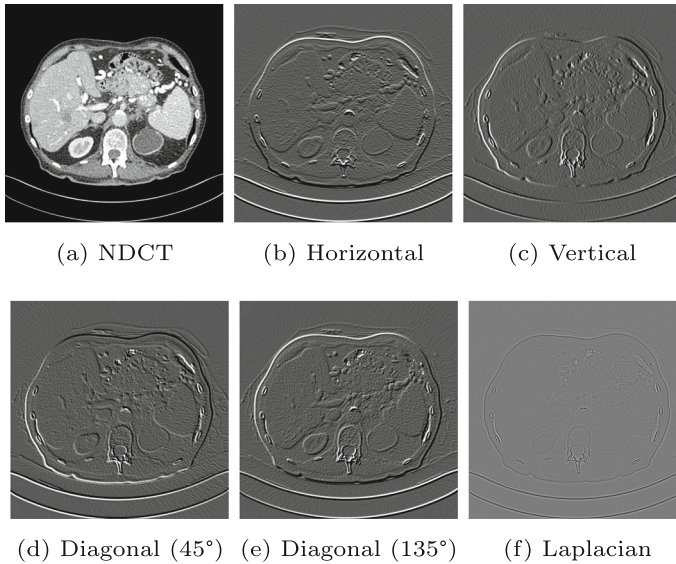 (a) NDCT
(b) Horizontal
(c) Vertical
(d) Diagonal (45°)
(e) Diagonal (135°)
(f) Laplacian